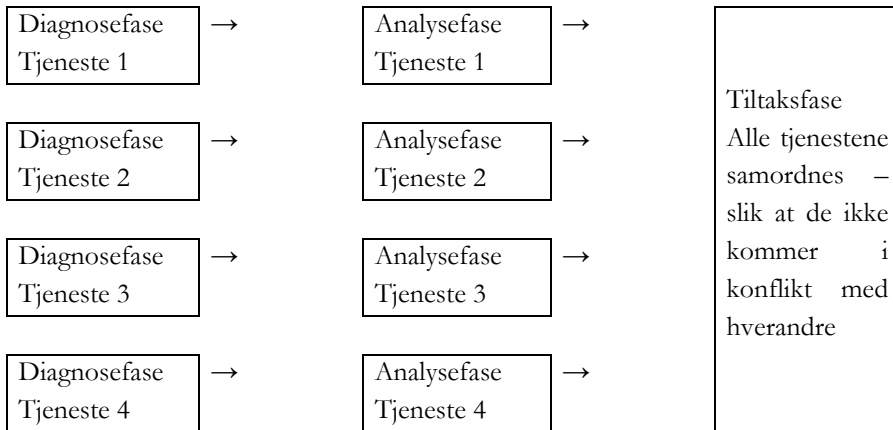 Diagnosefase → Analysefase →
Tjeneste 1 Tjeneste 1
Diagnosefase → Analysefase →
Tjeneste 2 Tjeneste 2
Diagnosefase → Analysefase →
Tjeneste 3 Tjeneste 3
Diagnosefase → Analysefase →
Tjeneste 4 Tjeneste 4
Tiltaksfase
Alle tjenestene
samordnes –
slik at de ikke
kommer i
konflikt med
hverandre